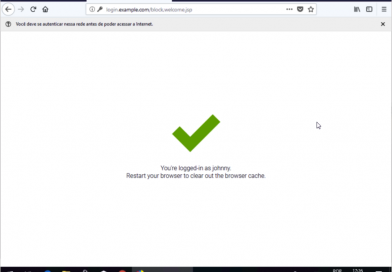 login.example.com/block.welcome.jsp
Você deve se autenticar nessa rede antes de poder acessar a Internet.
You're logged-in as johnny.
Restart your browser to clear out the browser cache.